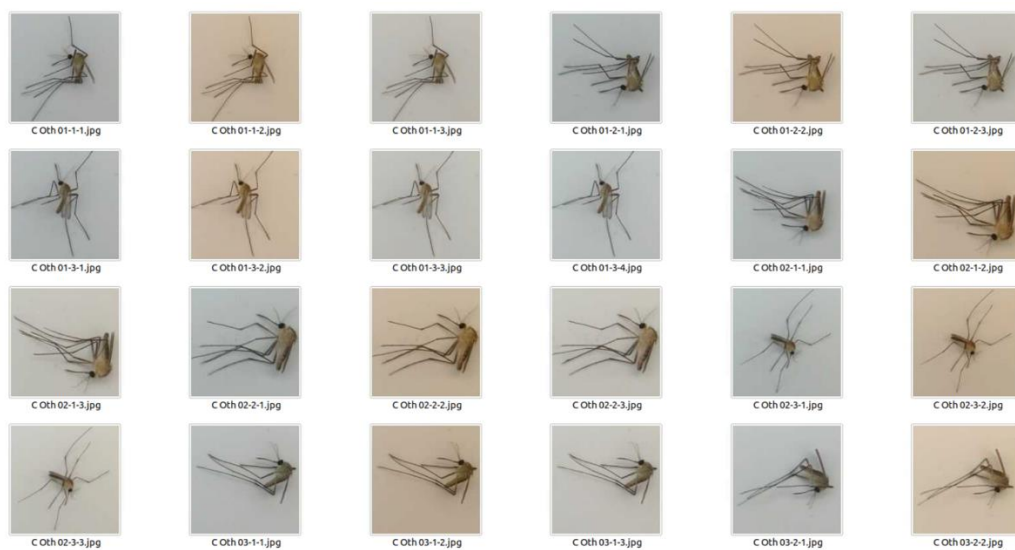 C Oth 01-1-1.jpg C Oth 01-1-2.jpg C Oth 01-1-3.jpg C Oth 01-2-1.jpg C Oth 01-2-2.jpg C Oth 01-2-3.jpg
C Oth 01-3-1.jpg C Oth 01-3-2.jpg C Oth 01-3-3.jpg C Oth 01-3-4.jpg C Oth 02-1-1.jpg C Oth 02-1-2.jpg
C Oth 02-1-3.jpg C Oth 02-2-1.jpg C Oth 02-2-2.jpg C Oth 02-2-3.jpg C Oth 02-3-1.jpg C Oth 02-3-2.jpg
C Oth 02-3-3.jpg C Oth 03-1-1.jpg C Oth 03-1-2.jpg C Oth 03-1-3.jpg C Oth 03-2-1.jpg C Oth 03-2-2.jpg